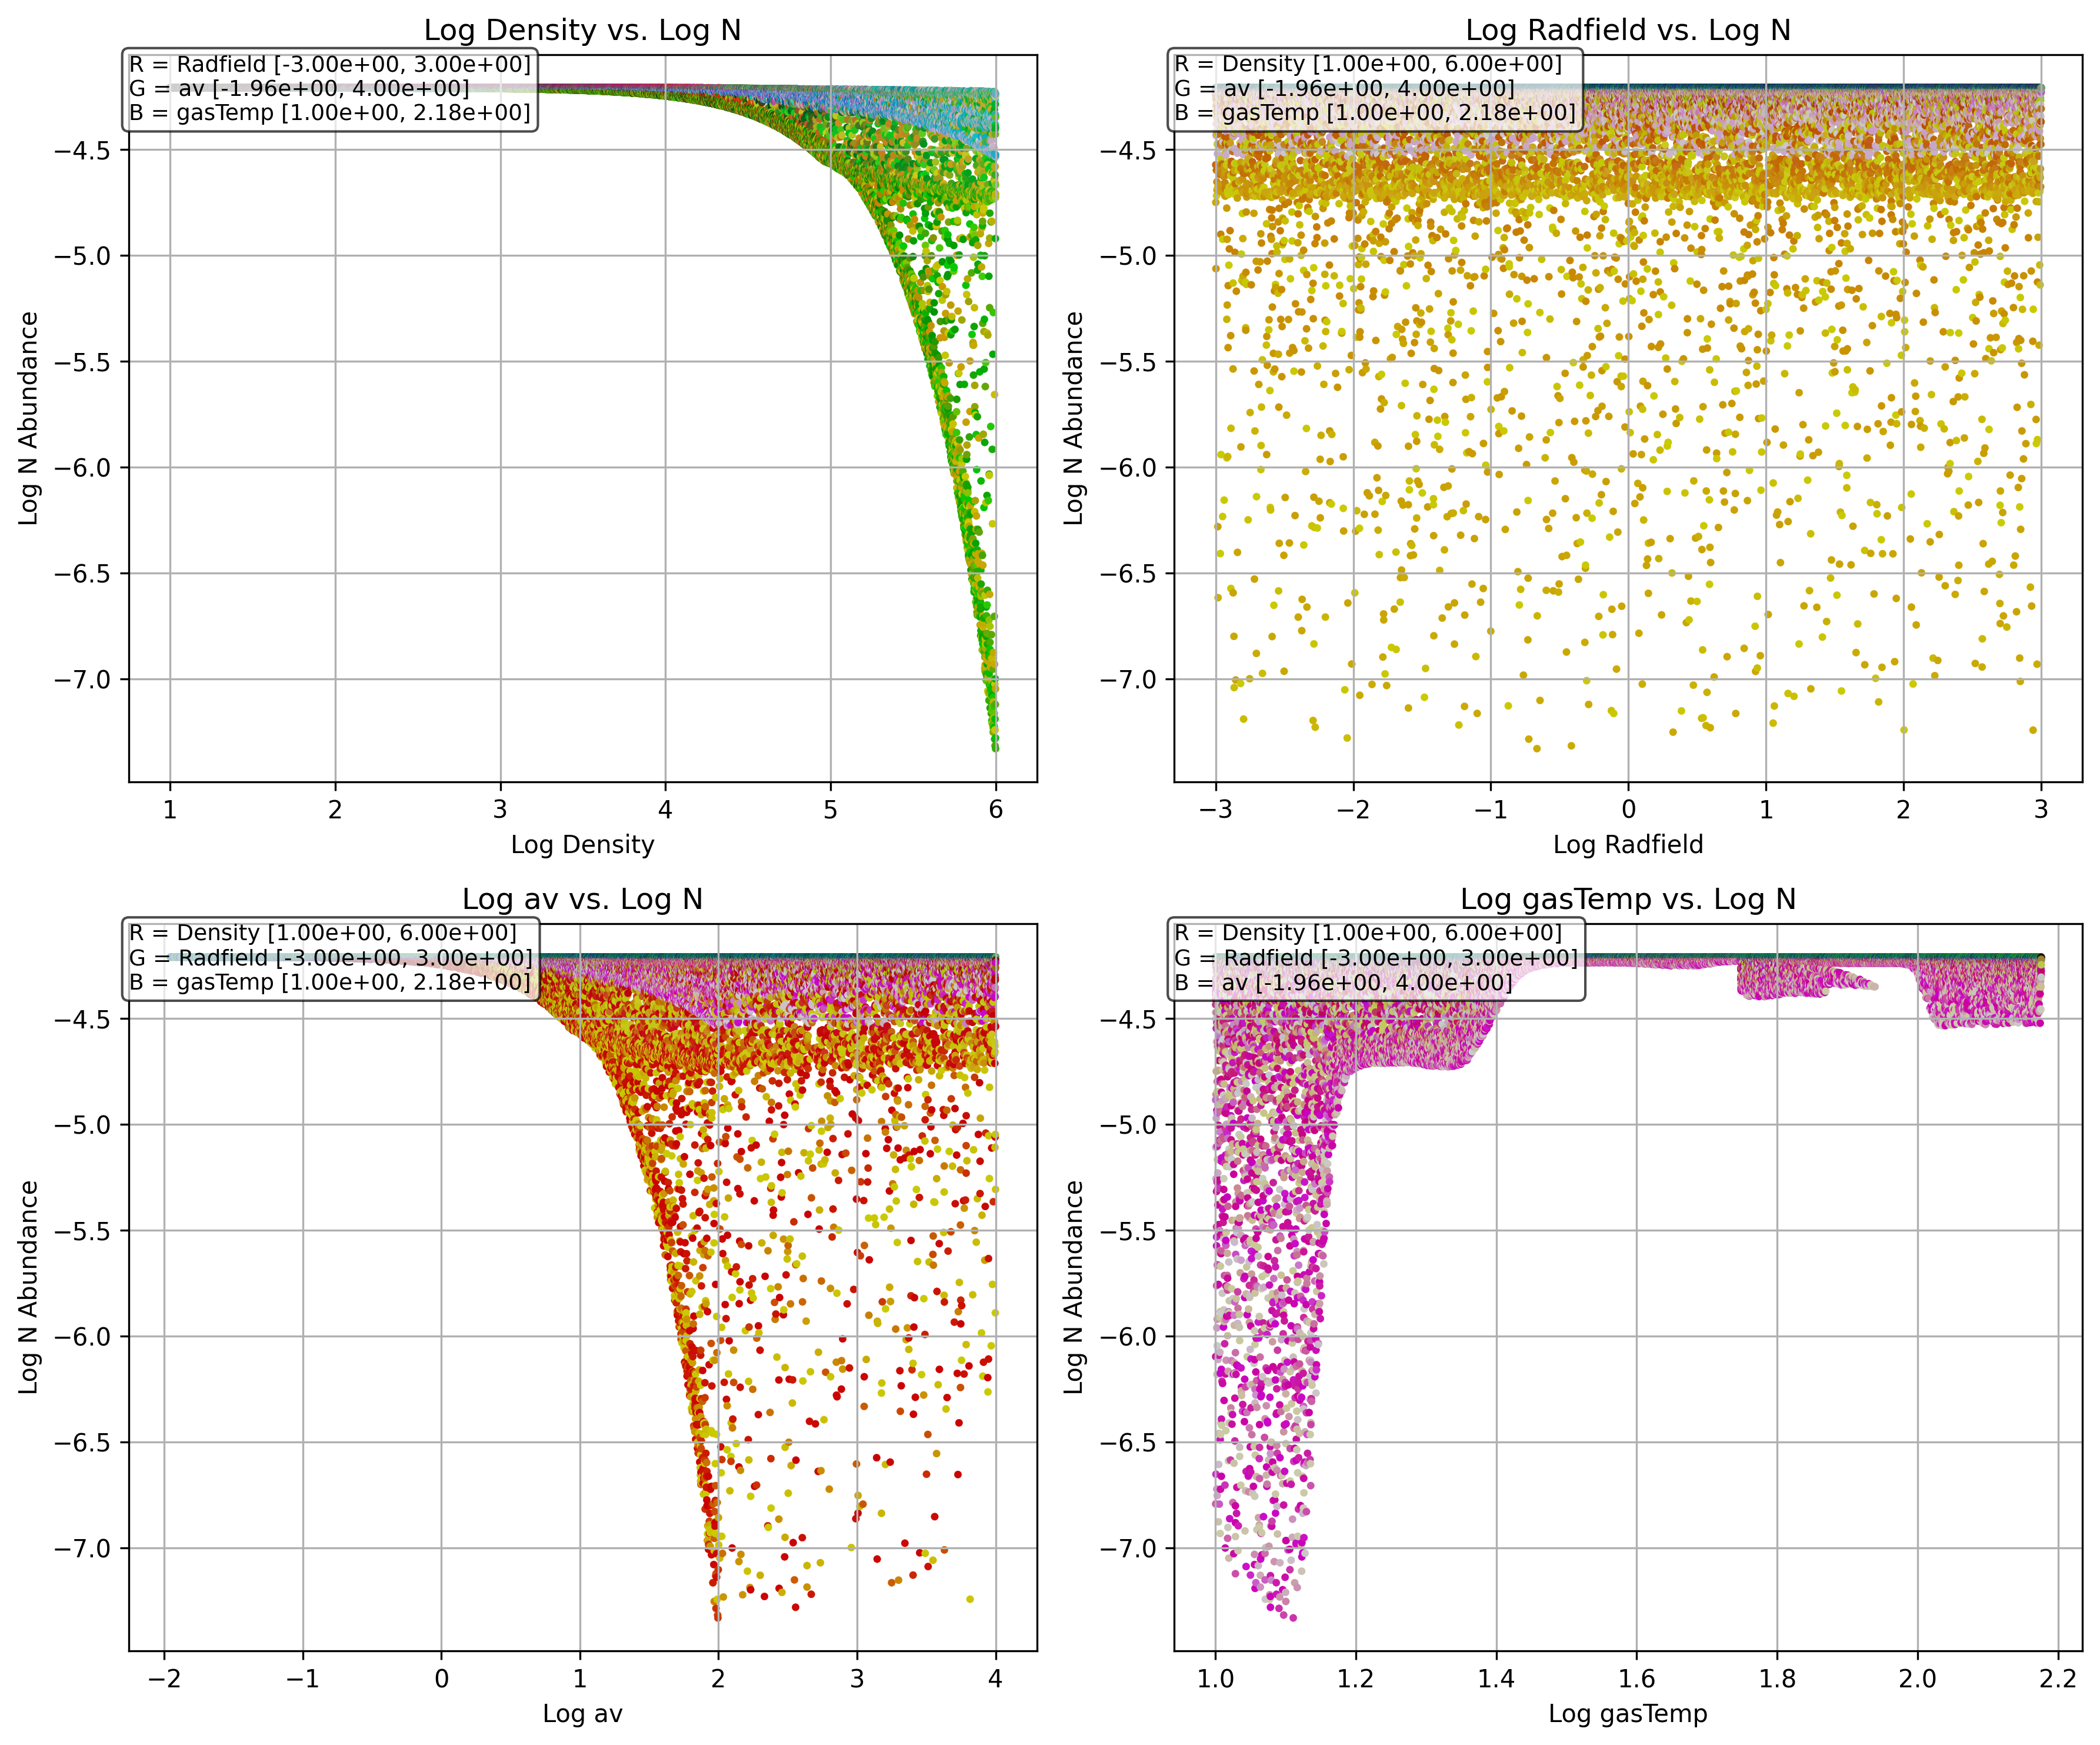 Log Density vs. Log N
R = Radfield [-3.00e+00, 3.00e+00]
G = av [-1.96e+00, 4.00e+00]
B = gasTemp [1.00e+00, 2.18e+00]
Log N Abundance
−4.5
−5.0
−5.5
−6.0
−6.5
−7.0
1 2 3 4 5 6
Log Density
Log Radfield vs. Log N
R = Density [1.00e+00, 6.00e+00]
G = av [-1.96e+00, 4.00e+00]
B = gasTemp [1.00e+00, 2.18e+00]
Log N Abundance
−4.5
−5.0
−5.5
−6.0
−6.5
−7.0
−3 −2 −1 0 1 2 3
Log Radfield
Log av vs. Log N
R = Density [1.00e+00, 6.00e+00]
G = Radfield [-3.00e+00, 3.00e+00]
B = gasTemp [1.00e+00, 2.18e+00]
Log N Abundance
−4.5
−5.0
−5.5
−6.0
−6.5
−7.0
−2 −1 0 1 2 3 4
Log av
Log gasTemp vs. Log N
R = Density [1.00e+00, 6.00e+00]
G = Radfield [-3.00e+00, 3.00e+00]
B = av [-1.96e+00, 4.00e+00]
Log N Abundance
−4.5
−5.0
−5.5
−6.0
−6.5
−7.0
1.0 1.2 1.4 1.6 1.8 2.0 2.2
Log gasTemp